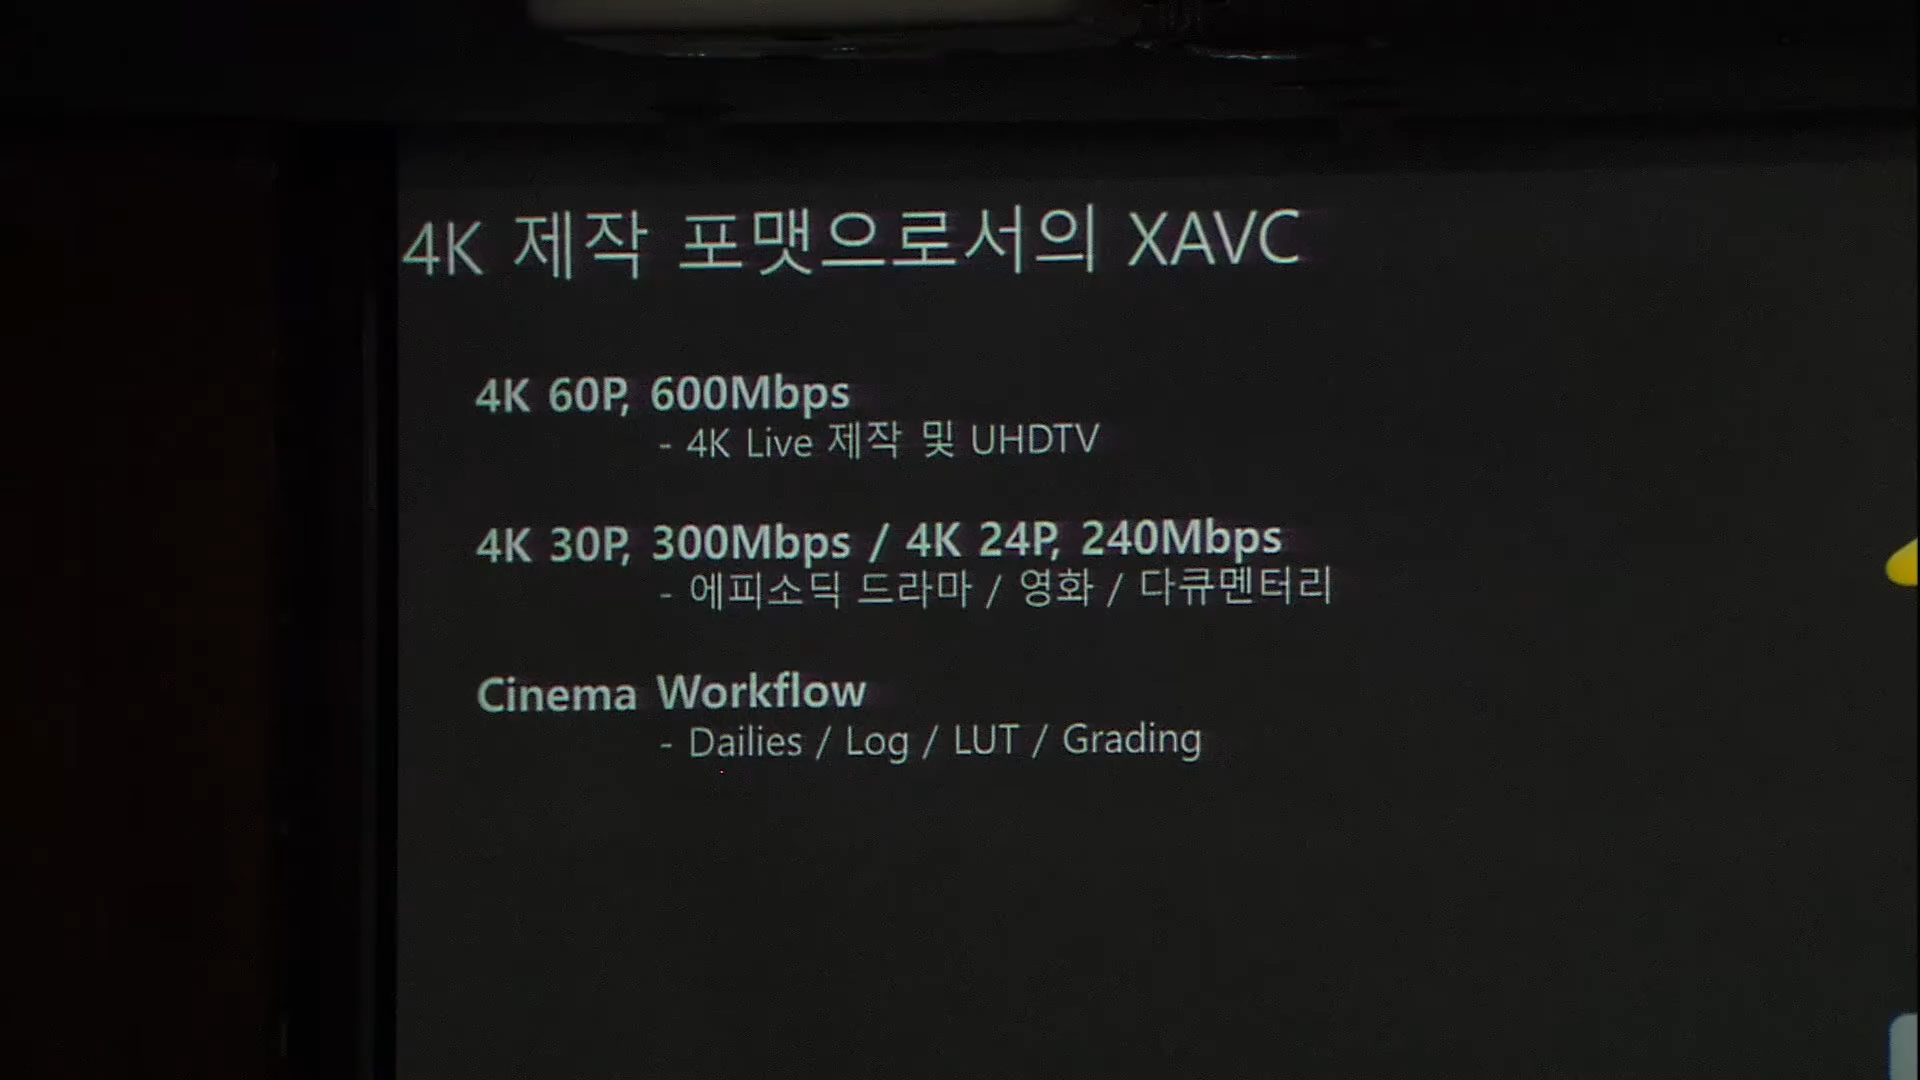 4K 제작 포맷으로서의 XAVC
4K 60P, 600Mbps
- 4K Live 제작 및 UHDTV
4K 30P, 300Mbps / 4K 24P, 240Mbps
- 에피소딕 드라마 / 영화 / 다큐멘터리
Cinema Workflow
- Dailies / Log / LUT / Grading